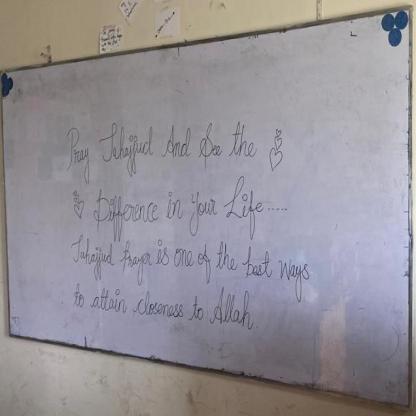 Pray Tahajjud And See the
Difference in Your Life.....
Tahajjud Prayer is one of the best ways
to attain closeness to Allah.